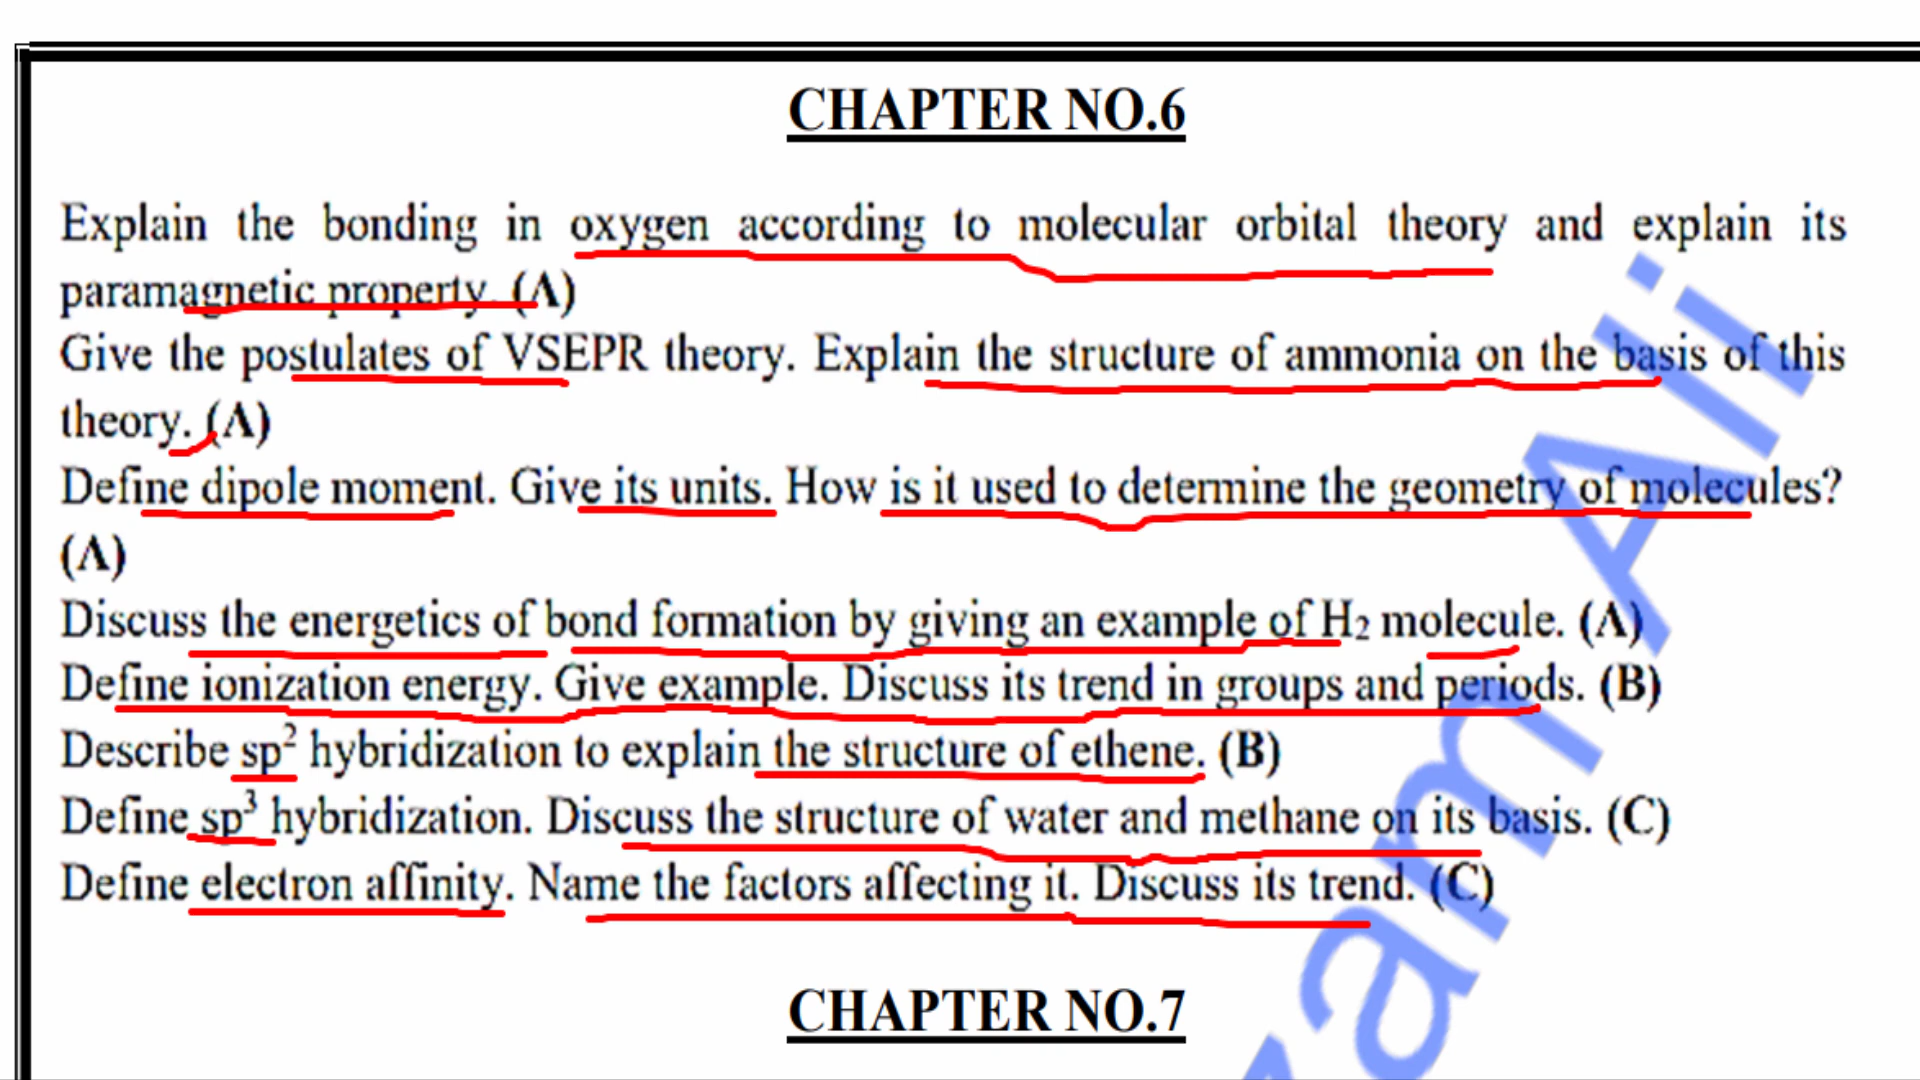 CHAPTER NO.6
Explain the bonding in oxygen according to molecular orbital theory and explain its
paramagnetic property. (A)
Give the postulates of VSEPR theory. Explain the structure of ammonia on the basis of this
theory. (A)
Define dipole moment. Give its units. How is it used to determine the geometry of molecules?
(A)
Discuss the energetics of bond formation by giving an example of H₂ molecule. (A)
Define ionization energy. Give example. Discuss its trend in groups and periods. (B)
Describe sp² hybridization to explain the structure of ethene. (B)
Define sp³ hybridization. Discuss the structure of water and methane on its basis. (C)
Define electron affinity. Name the factors affecting it. Discuss its trend. (C)
CHAPTER NO.7
zam Ali